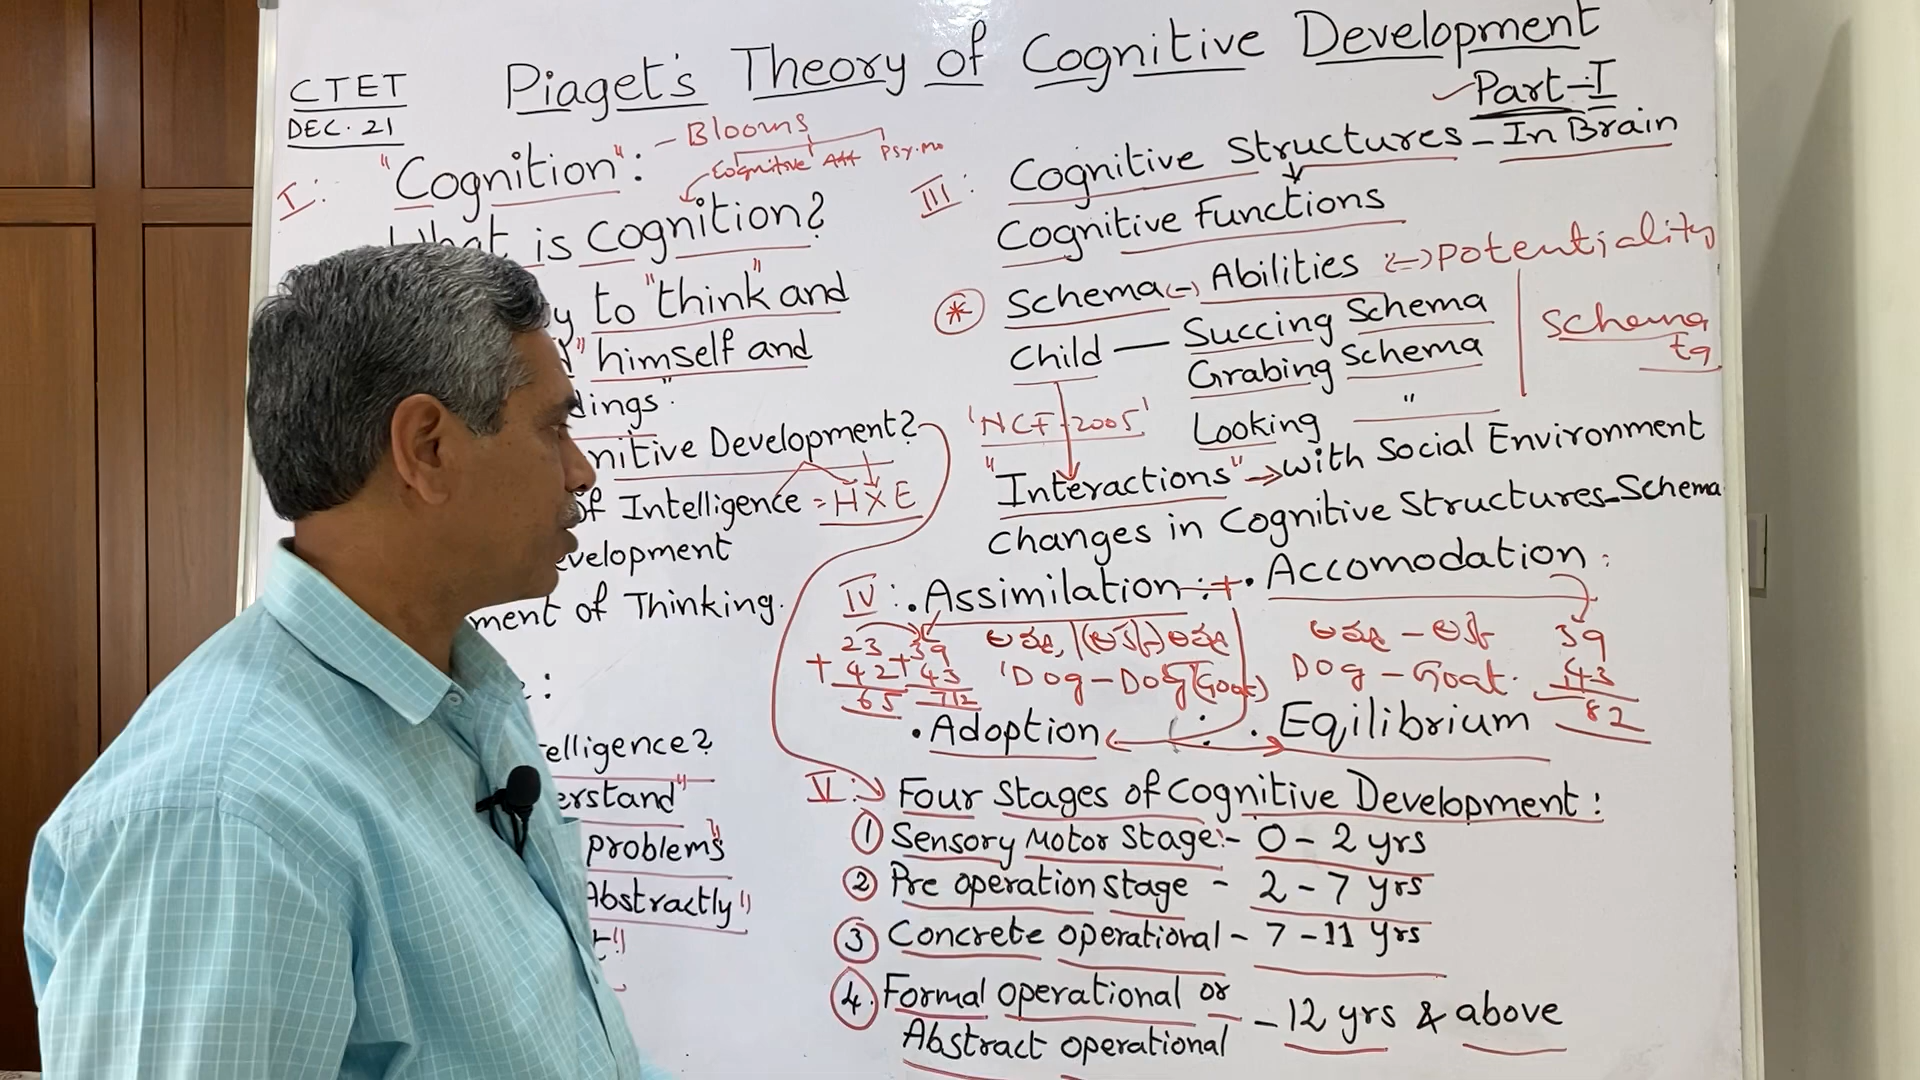 Piaget's Theory of Cognitive Development
Part-I
CTET
DEC. 21
I: "Cognition": - Blooms
Cognitive Aff Psy.Mo
What is Cognition?
to "think" and
himself and
dings"
nitive Development?
of Intelligence = H X E
evelopment
ment of Thinking.
elligence?
erstand"
problems"
Abstractly"
III: Cognitive Structures - In Brain
Cognitive Functions
Schema (-) Abilities (-) Potentiality
Child — Succing Schema
Grabing Schema
Looking "
Schema
ta
'NCF-2005'
"Interactions" → with Social Environment
Changes in Cognitive Structures - Schema
IV: • Assimilation: + • Accomodation:
23 39
+ 42 + 43
65 712
'Dog - Dog (Goat)
Dog - Goat.
39
43
82
• Adoption • Eqilibrium
V: Four Stages of Cognitive Development:
① Sensory Motor Stage:- 0 - 2 yrs
② Pre operation stage - 2 - 7 yrs
③ Concrete operational - 7 - 11 yrs
④. Formal operational or
Abstract operational - 12 yrs & above